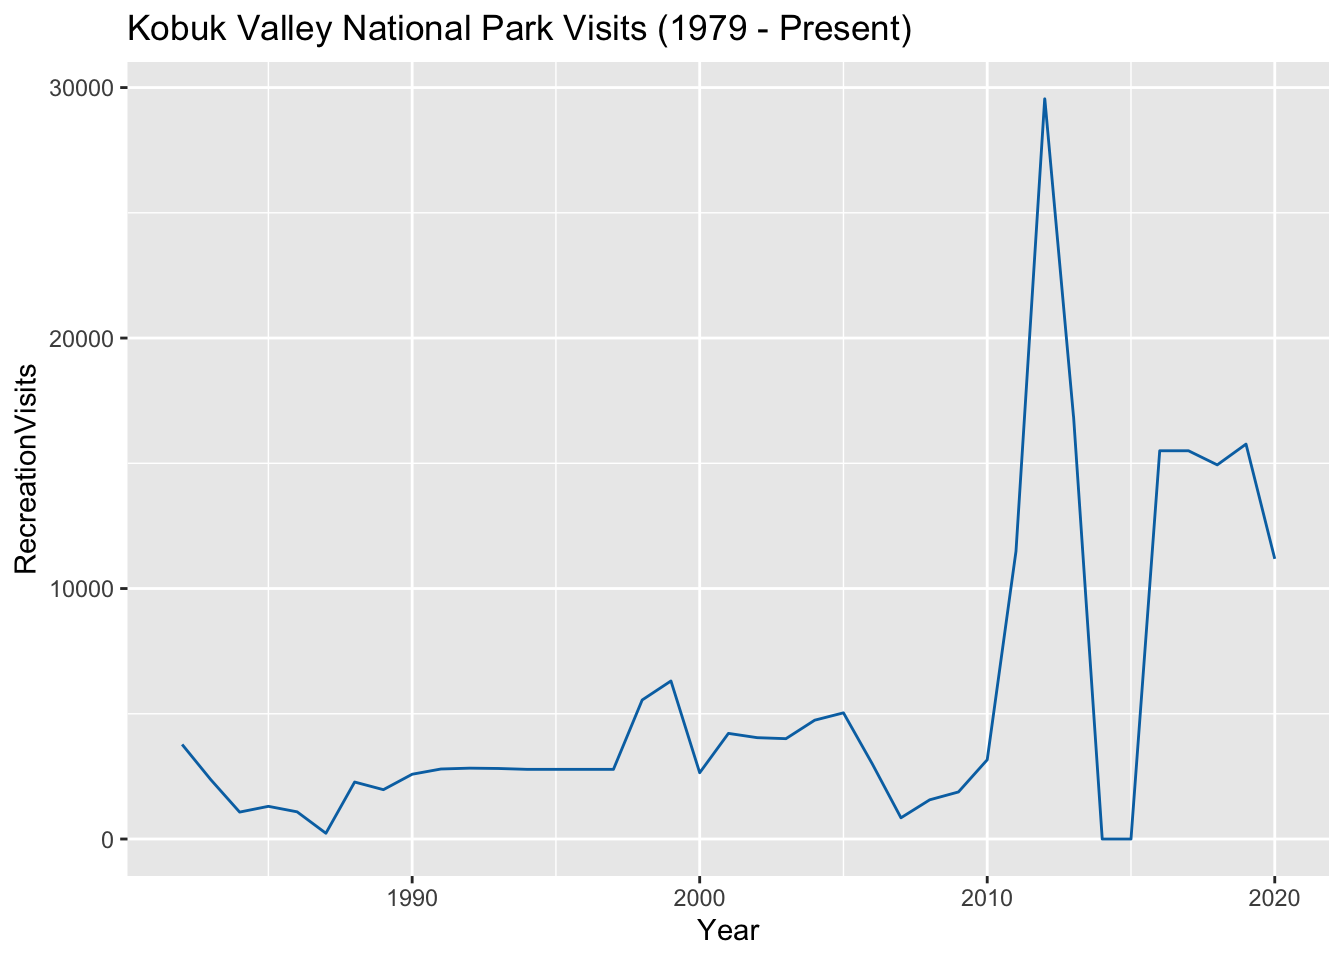 Kobuk Valley National Park Visits (1979 - Present)
30000
20000
10000
0
RecreationVisits
1990
2000
2010
2020
Year